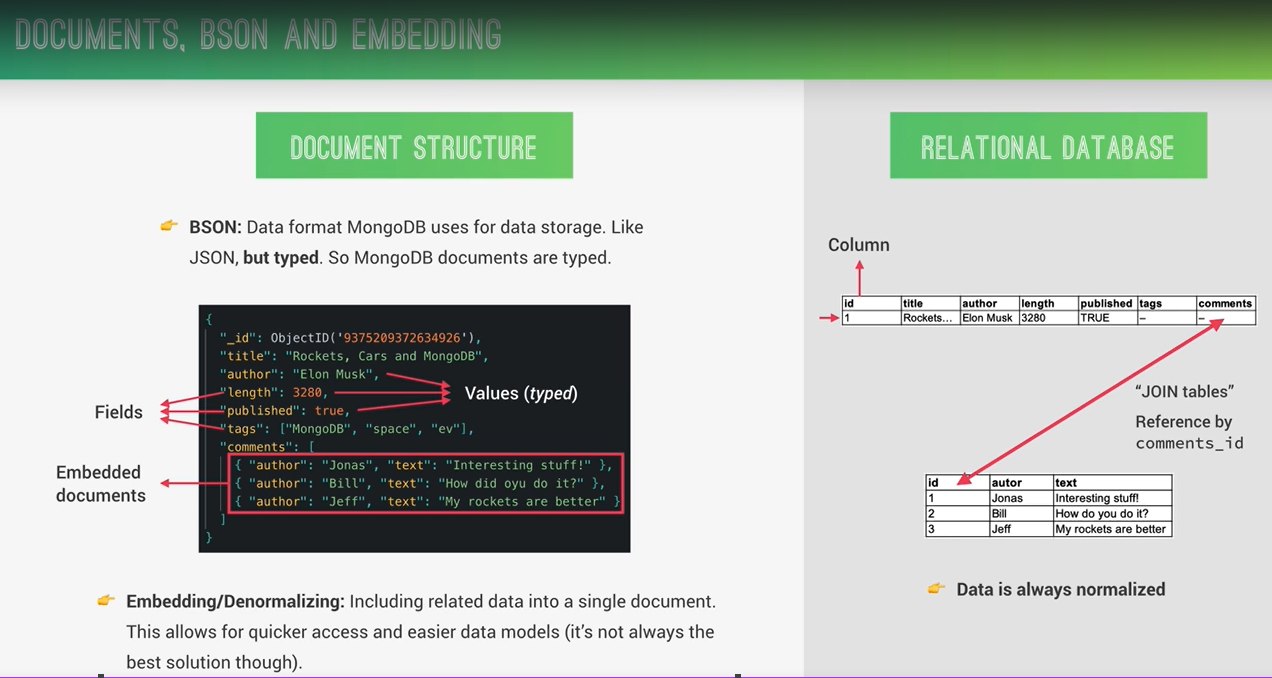 DOCUMENTS, BSON AND EMBEDDING
DOCUMENT STRUCTURE
👉 BSON: Data format MongoDB uses for data storage. Like
JSON, but typed. So MongoDB documents are typed.
{
"_id": ObjectID('9375209372634926'),
"title": "Rockets, Cars and MongoDB",
"author": "Elon Musk",
"length": 3280,
"published": true,
"tags": ["MongoDB", "space", "ev"],
"comments": [
{ "author": "Jonas", "text": "Interesting stuff!" },
{ "author": "Bill", "text": "How did oyu do it?" },
{ "author": "Jeff", "text": "My rockets are better" }
]
}
Fields
Values (typed)
Embedded
documents
👉 Embedding/Denormalizing: Including related data into a single document.
This allows for quicker access and easier data models (it’s not always the
best solution though).
RELATIONAL DATABASE
Column
id title author length published tags comments
1 Rockets... Elon Musk 3280 TRUE – –
“JOIN tables”
Reference by
comments_id
id autor text
1 Jonas Interesting stuff!
2 Bill How do you do it?
3 Jeff My rockets are better
👉 Data is always normalized